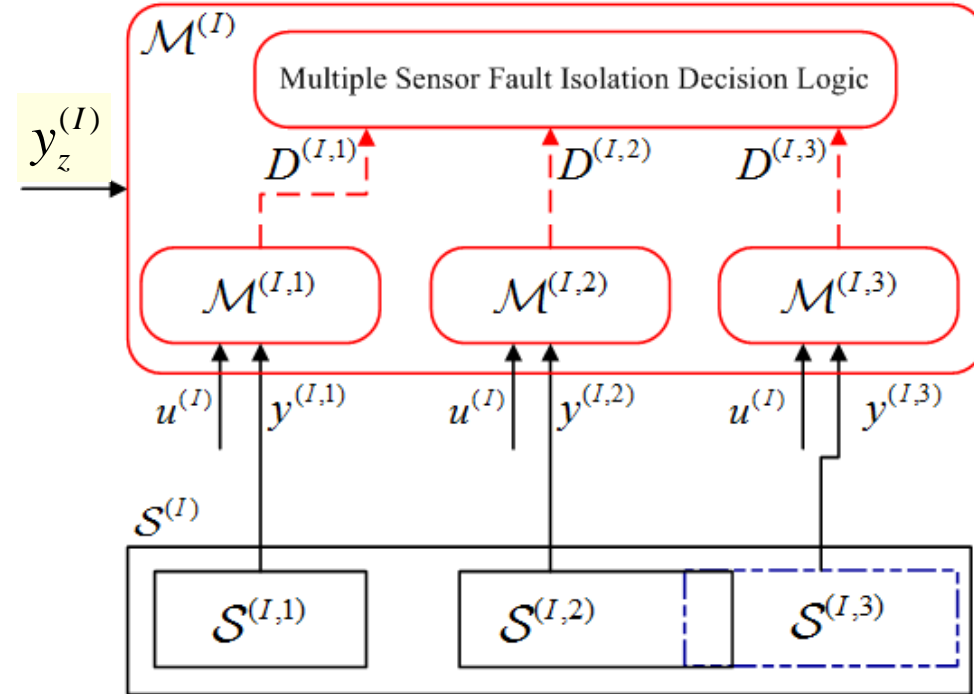 ℳ^(I)
Multiple Sensor Fault Isolation Decision Logic
y_z^(I)
D^(I,1) D^(I,2) D^(I,3)
ℳ^(I,1) ℳ^(I,2) ℳ^(I,3)
u^(I) y^(I,1) u^(I) y^(I,2) u^(I) y^(I,3)
𝒮^(I)
𝒮^(I,1) 𝒮^(I,2) 𝒮^(I,3)